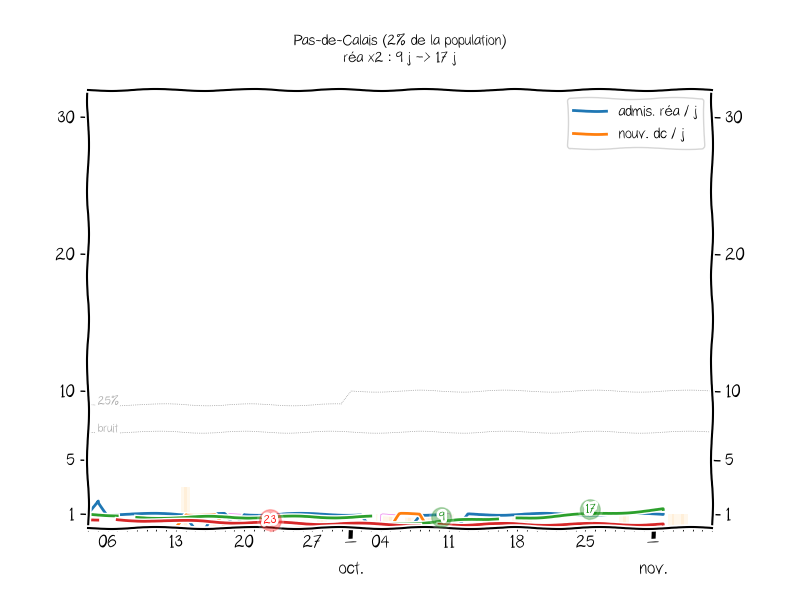 Pas-de-Calais (2% de la population)
réa x2 : 9 j -> 17 j
admis. réa / j
nouv. dc / j
30
30
20
20
10
10
25%
bruit
5
5
1
1
23
9
17
06 13 20 27 04 11 18 25
oct. nov.